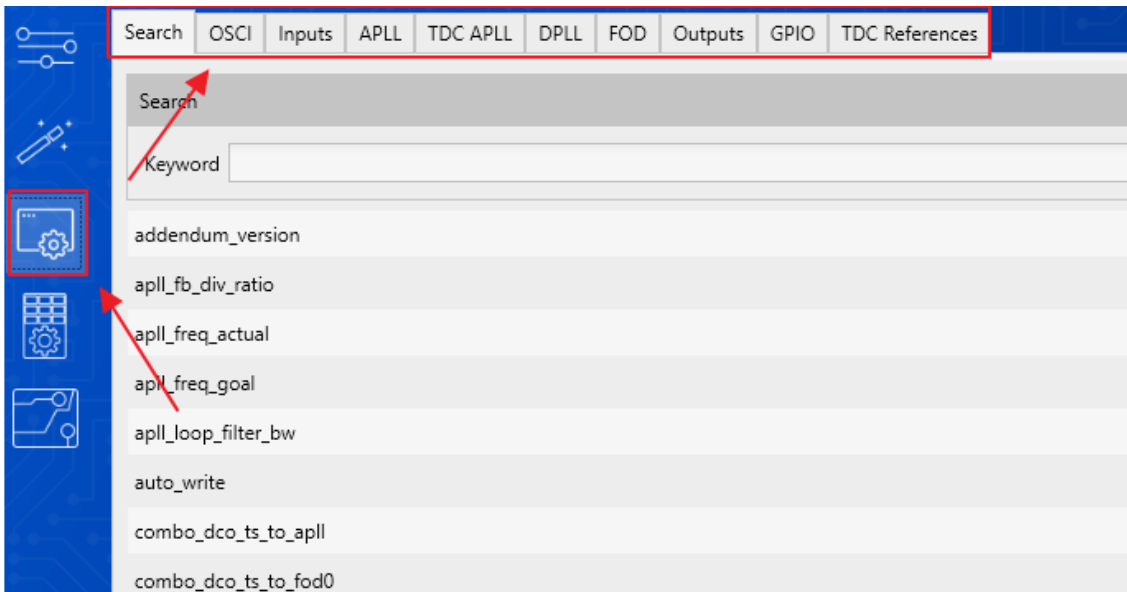 Search OSCI Inputs APLL TDC APLL DPLL FOD Outputs GPIO TDC References
Search
Keyword
addendum_version
apll_fb_div_ratio
apll_freq_actual
apll_freq_goal
apll_loop_filter_bw
auto_write
combo_dco_ts_to_apll
combo_dco_ts_to_fod0